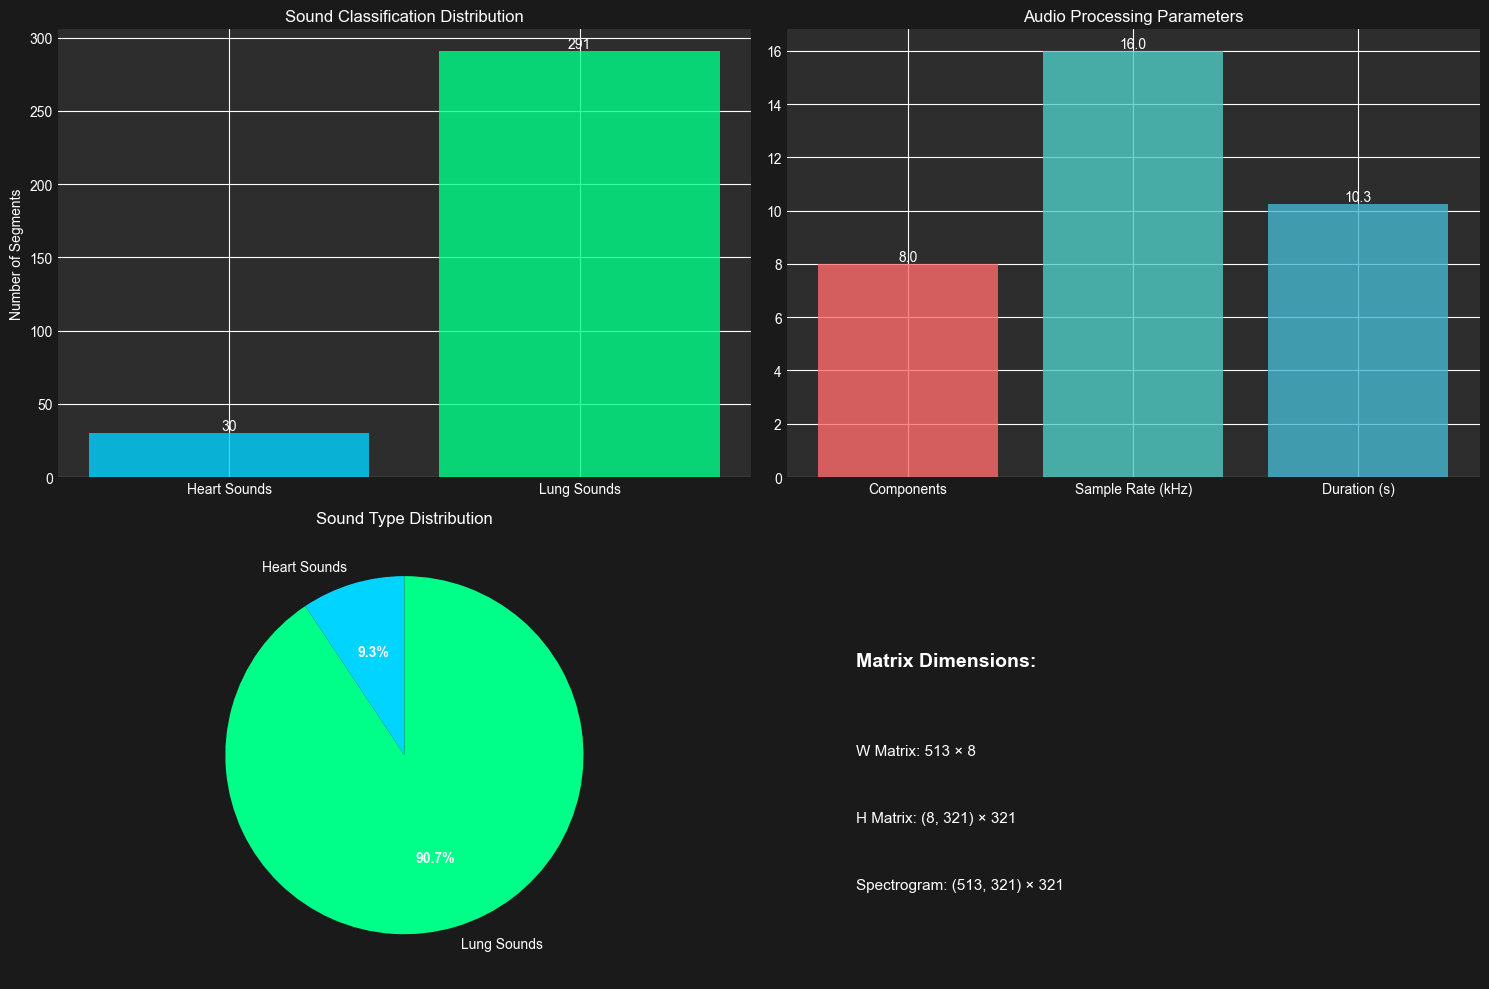 Sound Classification Distribution
Number of Segments
300
250
200
150
100
50
0
30
291
Heart Sounds
Lung Sounds
Audio Processing Parameters
16
14
12
10
8
6
4
2
0
8.0
16.0
10.3
Components
Sample Rate (kHz)
Duration (s)
Sound Type Distribution
Heart Sounds
9.3%
90.7%
Lung Sounds
Matrix Dimensions:
W Matrix: 513 × 8
H Matrix: (8, 321) × 321
Spectrogram: (513, 321) × 321